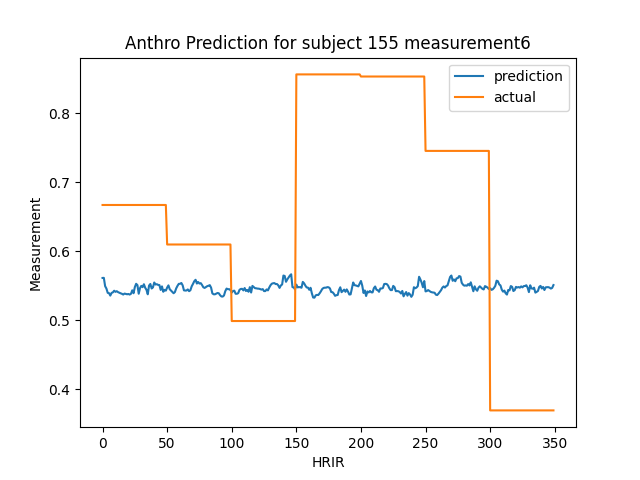 Anthro Prediction for subject 155 measurement6
prediction
actual
0.8
0.7
0.6
0.5
0.4
Measurement
0 50 100 150 200 250 300 350
HRIR